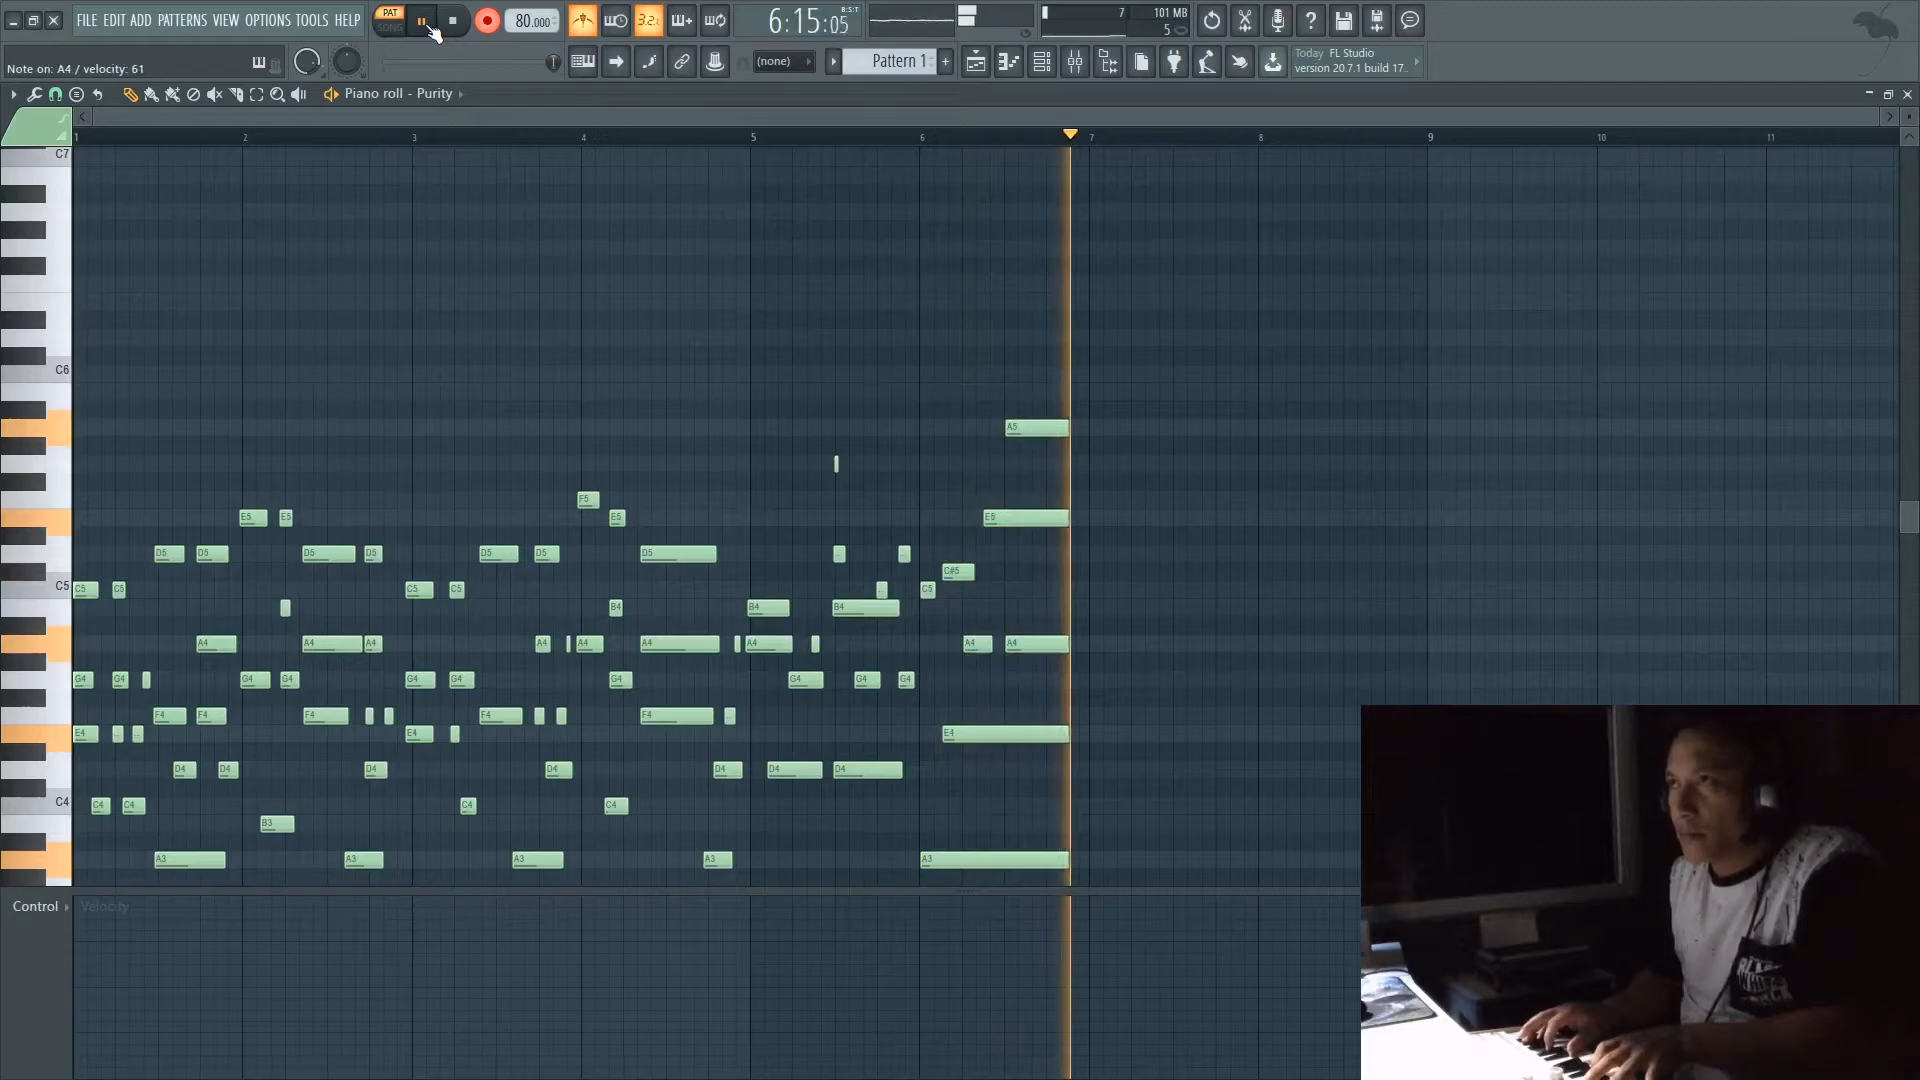 FILE EDIT ADD PATTERNS VIEW OPTIONS TOOLS HELP
PAT
SONG
80.000
3.2.
6:15:05
B:S:T
7
101 MB
5
Note on: A4 / velocity: 61
(none)
Pattern 1
Today FL Studio
version 20.7.1 build 17..
Piano roll - Purity
1 2 3 4 5 6 7 8 9 10 11
C7
C6
A5
F5
E5 E5 E5 E5
D5 D5 D5 D5 D5 D5 D5
C#5
C5 C5 C5 C5 C5 C5
B4 B4 B4
A4 A4 A4 A4 A4 A4 A4 A4 A4
G4 G4 G4 G4 G4 G4 G4 G4 G4 G4
F4 F4 F4 F4 F4
E4 E4 E4
D4 D4 D4 D4 D4 D4 D4
C4 C4 C4 C4 C4
B3
A3 A3 A3 A3 A3
Control Velocity